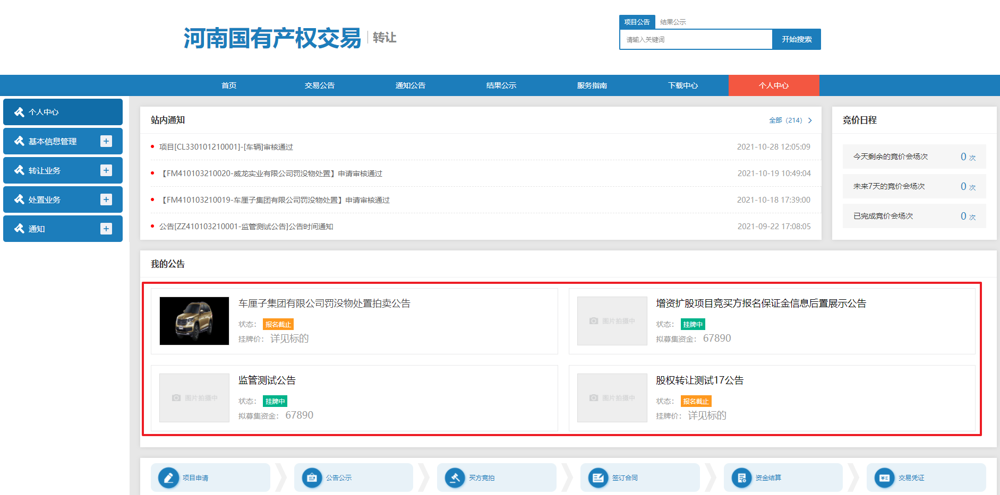 河南国有产权交易 转让
项目公告 结果公示
请输入关键词 开始搜索
首页 交易公告 通知公告 结果公示 服务指南 下载中心 个人中心
个人中心
基本信息管理
转让业务
处置业务
通知
站内通知 全部（214）
项目[CL330101210001]-[车辆]审核通过 2021-10-28 12:05:09
【FM410103210020-威龙实业有限公司罚没物处置】申请审核通过 2021-10-19 10:49:04
【FM410103210019-车厘子集团有限公司罚没物处置】申请审核通过 2021-10-18 17:39:00
公告[ZZ410103210001-监管测试公告]公告时间通知 2021-09-22 17:08:05
竞价日程
今天剩余的竞价会场次 0 次
未来7天的竞价会场次 0 次
已完成竞价会场次 0 次
我的公告
车厘子集团有限公司罚没物处置拍卖公告
状态： 报名截止
挂牌价： 详见标的
图片拍摄中
增资扩股项目竞买方报名保证金信息后置展示公告
状态： 挂牌中
拟募集资金： 67890
图片拍摄中
监管测试公告
状态： 挂牌中
拟募集资金： 67890
图片拍摄中
股权转让测试17公告
状态： 报名截止
挂牌价： 详见标的
项目申请 公告公示 买方竞拍 签订合同 资金结算 交易凭证